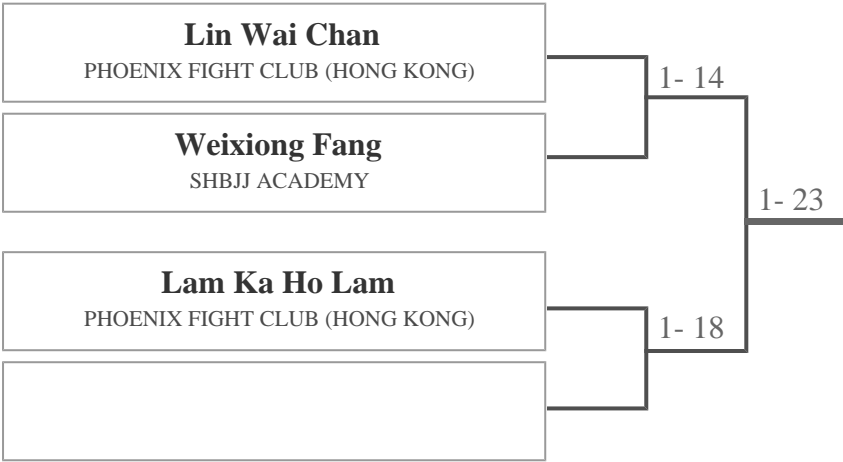 Lin Wai Chan
PHOENIX FIGHT CLUB (HONG KONG)
1- 14
Weixiong Fang
SHBJJ ACADEMY
1- 23
Lam Ka Ho Lam
PHOENIX FIGHT CLUB (HONG KONG)
1- 18